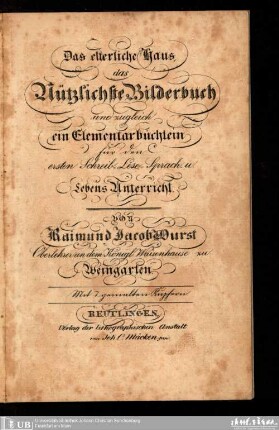 Das elterliche Haus
das
Nützlichste Bilderbuch
und zugleich
ein Elementarbüchlein
für den
ersten Schreib- Lese- Sprach- u.
Lebens Unterricht
Von
Raimund Jacob Wurst
Oberlehrer an dem Königl. Waisenhause zu
Weingarten
Mit 7 gemalten Kupfern
REUTLINGEN
Verlag der lithographischen Anstalt
von Joh. C. Mäcken, jun.
UB